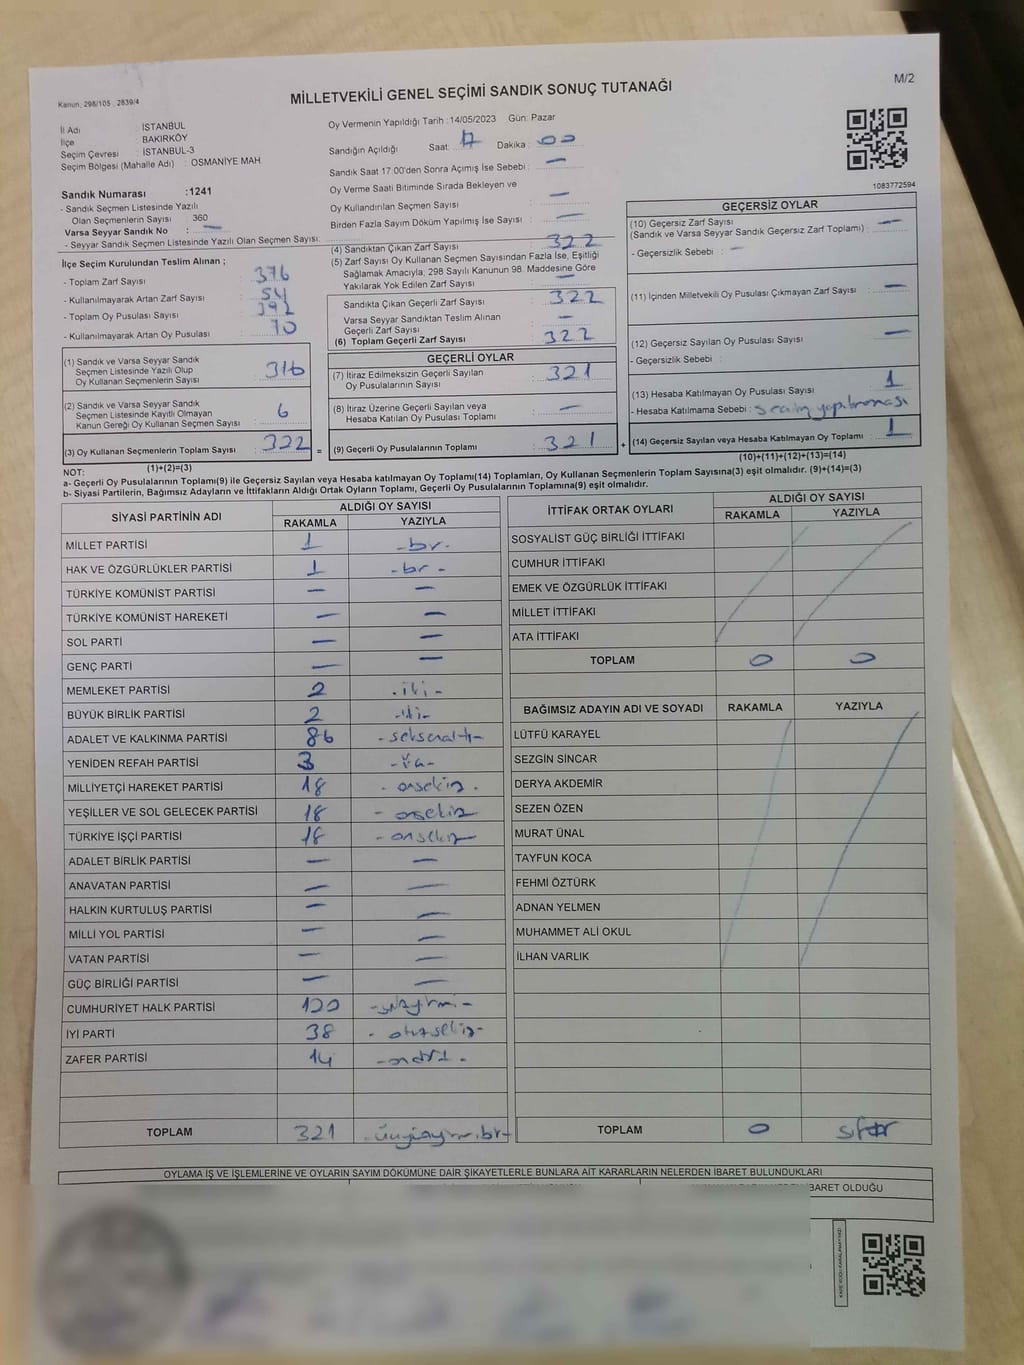 M/2
Kanun, 298/105 , 2839/4
MİLLETVEKİLİ GENEL SEÇİMİ SANDIK SONUÇ TUTANAĞI
İl Adı : İSTANBUL
İlçe : BAKIRKÖY
Seçim Çevresi : İSTANBUL-3
Seçim Bölgesi (Mahalle Adı) : OSMANİYE MAH.
Oy Vermenin Yapıldığı Tarih : 14/05/2023 Gün: Pazar
Sandığın Açıldığı Saat: 17 Dakika : 00
Sandık Saat 17.00'den Sonra Açımış İse Sebebi : —
Oy Verme Saati Bitiminde Sırada Bekleyen ve
Oy Kullandırılan Seçmen Sayısı : —
Birden Fazla Sayım Döküm Yapılmış İse Sayısı : —
1083772594
Sandık Numarası :1241
- Sandık Seçmen Listesinde Yazılı
Olan Seçmenlerin Sayısı : 360
Varsa Seyyar Sandık No : —
- Seyyar Sandık Seçmen Listesinde Yazılı Olan Seçmen Sayısı:
İlçe Seçim Kurulundan Teslim Alınan ;
- Toplam Zarf Sayısı : 376
- Kullanılmayarak Artan Zarf Sayısı : 54
- Toplam Oy Pusulası Sayısı : 392
- Kullanılmayarak Artan Oy Pusulası : 70
(1) Sandık ve Varsa Seyyar Sandık
Seçmen Listesinde Yazılı Olup
Oy Kullanan Seçmenlerin Sayısı : 316
(2) Sandık ve Varsa Seyyar Sandık
Seçmen Listesinde Kayıtlı Olmayan
Kanun Gereği Oy Kullanan Seçmen Sayısı : 6
(3) Oy Kullanan Seçmenlerin Toplam Sayısı : 322
(1)+(2)=(3)
(4) Sandıktan Çıkan Zarf Sayısı : 322
(5) Zarf Sayısı Oy Kullanan Seçmen Sayısından Fazla İse, Eşitliği
Sağlamak Amacıyla, 298 Sayılı Kanunun 98. Maddesine Göre
Yakılarak Yok Edilen Zarf Sayısı : —
Sandıkta Çıkan Geçerli Zarf Sayısı : 322
Varsa Seyyar Sandıktan Teslim Alınan
Geçerli Zarf Sayısı : —
(6) Toplam Geçerli Zarf Sayısı : 322
GEÇERLİ OYLAR
(7) İtiraz Edilmeksizin Geçerli Sayılan
Oy Pusulalarının Sayısı : 321
(8) İtiraz Üzerine Geçerli Sayılan veya
Hesaba Katılan Oy Pusulaları Toplamı : —
= (9) Geçerli Oy Pusulalarının Toplamı : 321 +
GEÇERSİZ OYLAR
(10) Geçersiz Zarf Sayısı
(Sandık ve Varsa Seyyar Sandık Geçersiz Zarf Toplamı) : —
- Geçersizlik Sebebi : —
(11) İçinden Milletvekili Oy Pusulası Çıkmayan Zarf Sayısı : —
(12) Geçersiz Sayılan Oy Pusulası Sayısı : —
- Geçersizlik Sebebi :
(13) Hesaba Katılmayan Oy Pusulası Sayısı : 1
- Hesaba Katılmama Sebebi : seçim yapılmaması
(14) Geçersiz Sayılan veya Hesaba Katılmayan Oy Toplamı : 1
(10)+(11)+(12)+(13)=(14)
NOT:
a- Geçerli Oy Pusulalarının Toplamı(9) ile Geçersiz Sayılan veya Hesaba katılmayan Oy Toplamı(14) Toplamları, Oy Kullanan Seçmenlerin Toplam Sayısına(3) eşit olmalıdır. (9)+(14)=(3)
b- Siyasi Partilerin, Bağımsız Adayların ve İttifakların Aldığı Ortak Oyların Toplamı, Geçerli Oy Pusulalarının Toplamına(9) eşit olmalıdır.
SİYASİ PARTİNİN ADI ALDIĞI OY SAYISI
RAKAMLA YAZIYLA
MİLLET PARTİSİ 1 -bir-
HAK VE ÖZGÜRLÜKLER PARTİSİ 1 -bir-
TÜRKİYE KOMÜNİST PARTİSİ — —
TÜRKİYE KOMÜNİST HAREKETİ — —
SOL PARTİ — —
GENÇ PARTİ — —
MEMLEKET PARTİSİ 2 -iki-
BÜYÜK BİRLİK PARTİSİ 2 -iki-
ADALET VE KALKINMA PARTİSİ 86 -seksenaltı-
YENİDEN REFAH PARTİSİ 3 -üç-
MİLLİYETÇİ HAREKET PARTİSİ 18 -onsekiz-
YEŞİLLER VE SOL GELECEK PARTİSİ 18 -onsekiz
TÜRKİYE İŞÇİ PARTİSİ 18 -onsekiz-
ADALET BİRLİK PARTİSİ — —
ANAVATAN PARTİSİ — —
HALKIN KURTULUŞ PARTİSİ — —
MİLLİ YOL PARTİSİ — —
VATAN PARTİSİ — —
GÜÇ BİRLİĞİ PARTİSİ — —
CUMHURİYET HALK PARTİSİ 120 -yüzyirmi-
İYİ PARTİ 38 -otuzsekiz-
ZAFER PARTİSİ 14 -ondört-
TOPLAM 321 -üçyüzyirmibir-
İTTİFAK ORTAK OYLARI ALDIĞI OY SAYISI
RAKAMLA YAZIYLA
SOSYALİST GÜÇ BİRLİĞİ İTTİFAKI
CUMHUR İTTİFAKI
EMEK VE ÖZGÜRLÜK İTTİFAKI
MİLLET İTTİFAKI
ATA İTTİFAKI
TOPLAM 0 0
BAĞIMSIZ ADAYIN ADI VE SOYADI RAKAMLA YAZIYLA
LÜTFÜ KARAYEL
SEZGİN SİNCAR
DERYA AKDEMİR
SEZEN ÖZEN
MURAT ÜNAL
TAYFUN KOCA
FEHMİ ÖZTÜRK
ADNAN YELMEN
MUHAMMET ALİ OKUL
İLHAN VARLIK
TOPLAM 0 sıfır
OYLAMA İŞ VE İŞLEMLERİNE VE OYLARIN SAYIM DÖKÜMÜNE DAİR ŞİKAYETLERLE BUNLARA AİT KARARLARIN NELERDEN İBARET BULUNDUKLARI
İBARET OLDUĞU